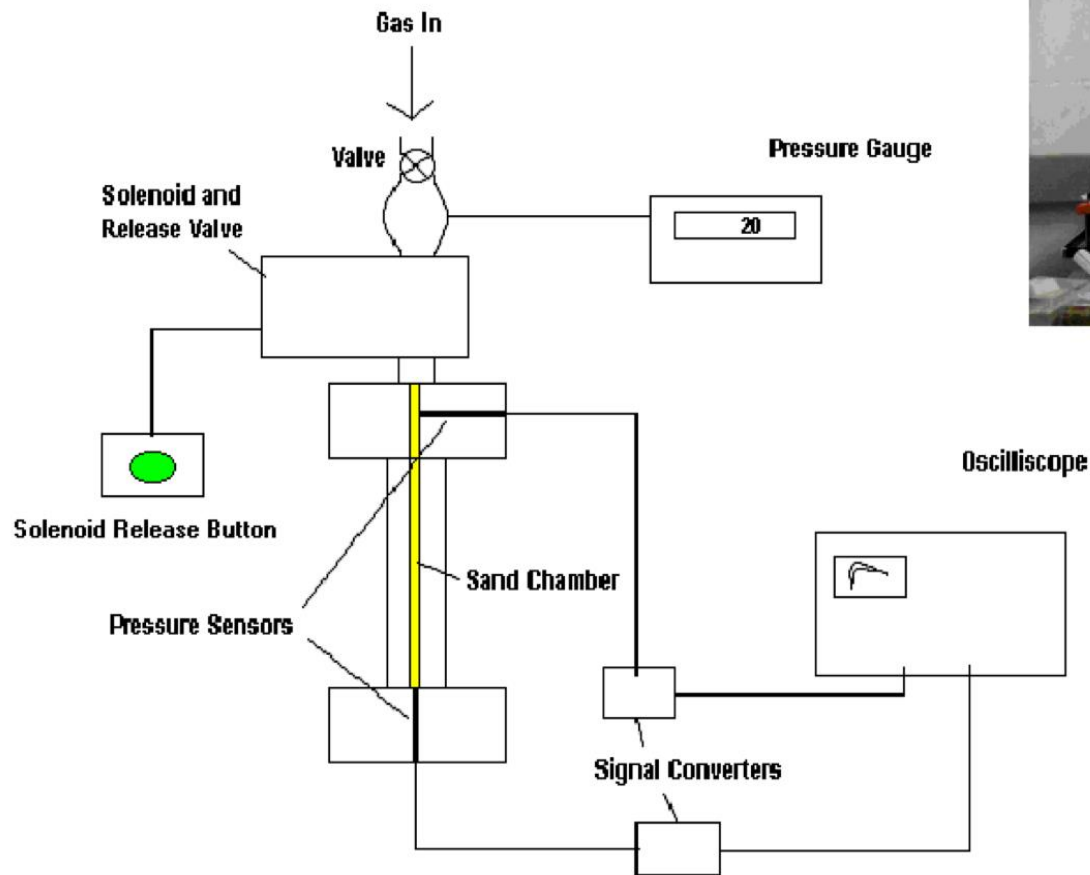 Gas In
Valve
Pressure Gauge
Solenoid and
Release Valve
20
Oscilliscope
Solenoid Release Button
Sand Chamber
Pressure Sensors
Signal Converters